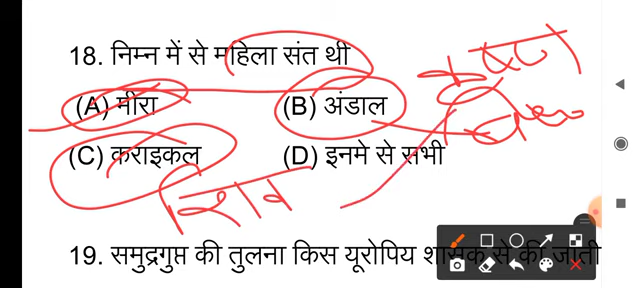 18. निम्न में से महिला संत थी
कृष्ण
(A) मीरा (B) अंडाल
(C) कराइकल (D) इनमे से सभी
शिव
19. समुद्रगुप्त की तुलना किस यूरोपिय शासक से की जाती